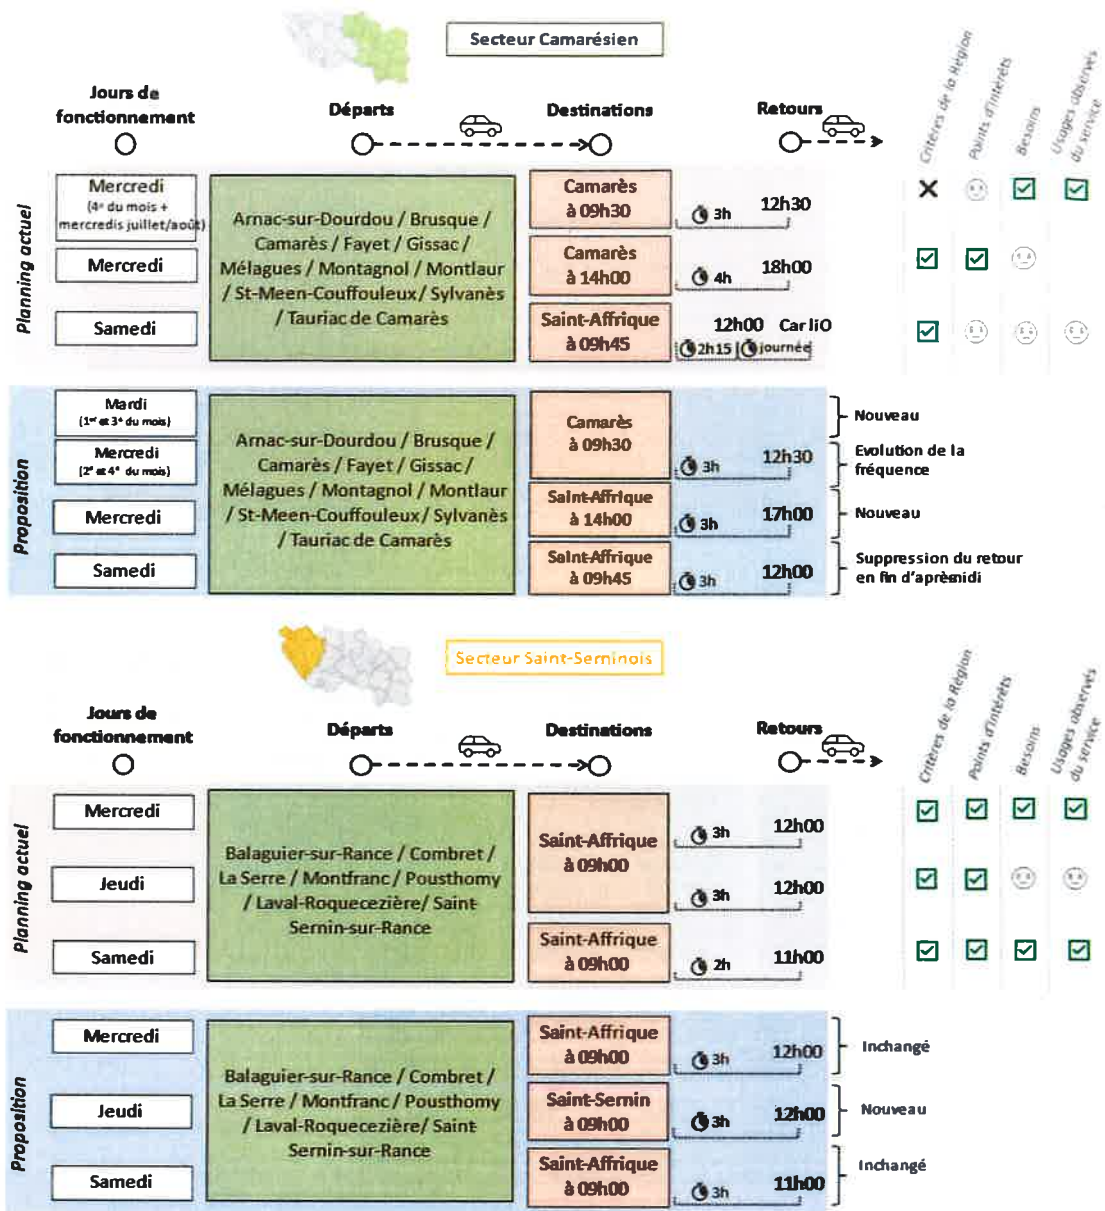 Secteur Camarésien
Critères de la Région
Points d'intérêts
Besoins
Usages observés
du service
Jours de
fonctionnement
Départs
Destinations
Retours
Planning actuel
Mercredi
(4e du mois +
mercredis juillet/août)
Mercredi
Samedi
Arnac-sur-Dourdou / Brusque /
Camarès / Fayet / Gissac /
Mélagues / Montagnol / Montlaur
/ St-Meen-Couffouleux / Sylvanès
/ Tauriac de Camarès
Camarès
à 09h30
3h
12h30
Camarès
à 14h00
4h
18h00
Saint-Affrique
à 09h45
12h00 Car liO
2h15
journée
Proposition
Mardi
(1er et 3e du mois)
Mercredi
(2e et 4e du mois)
Mercredi
Samedi
Arnac-sur-Dourdou / Brusque /
Camarès / Fayet / Gissac /
Mélagues / Montagnol / Montlaur
/ St-Meen-Couffouleux / Sylvanès
/ Tauriac de Camarès
Camarès
à 09h30
3h
12h30
Saint-Affrique
à 14h00
3h
17h00
Saint-Affrique
à 09h45
3h
12h00
Nouveau
Evolution de la
fréquence
Nouveau
Suppression du retour
en fin d'aprèsmidi
Secteur Saint-Serninois
Critères de la Région
Points d'intérêts
Besoins
Usages observés
du service
Jours de
fonctionnement
Départs
Destinations
Retours
Planning actuel
Mercredi
Jeudi
Samedi
Balaguier-sur-Rance / Combret /
La Serre / Montfranc / Pousthomy
/ Laval-Roquecezière / Saint
Sernin-sur-Rance
Saint-Affrique
à 09h00
3h
12h00
3h
12h00
Saint-Affrique
à 09h00
2h
11h00
Proposition
Mercredi
Jeudi
Samedi
Balaguier-sur-Rance / Combret /
La Serre / Montfranc / Pousthomy
/ Laval-Roquecezière / Saint
Sernin-sur-Rance
Saint-Affrique
à 09h00
3h
12h00
Inchangé
Saint-Sernin
à 09h00
3h
12h00
Nouveau
Saint-Affrique
à 09h00
3h
11h00
Inchangé